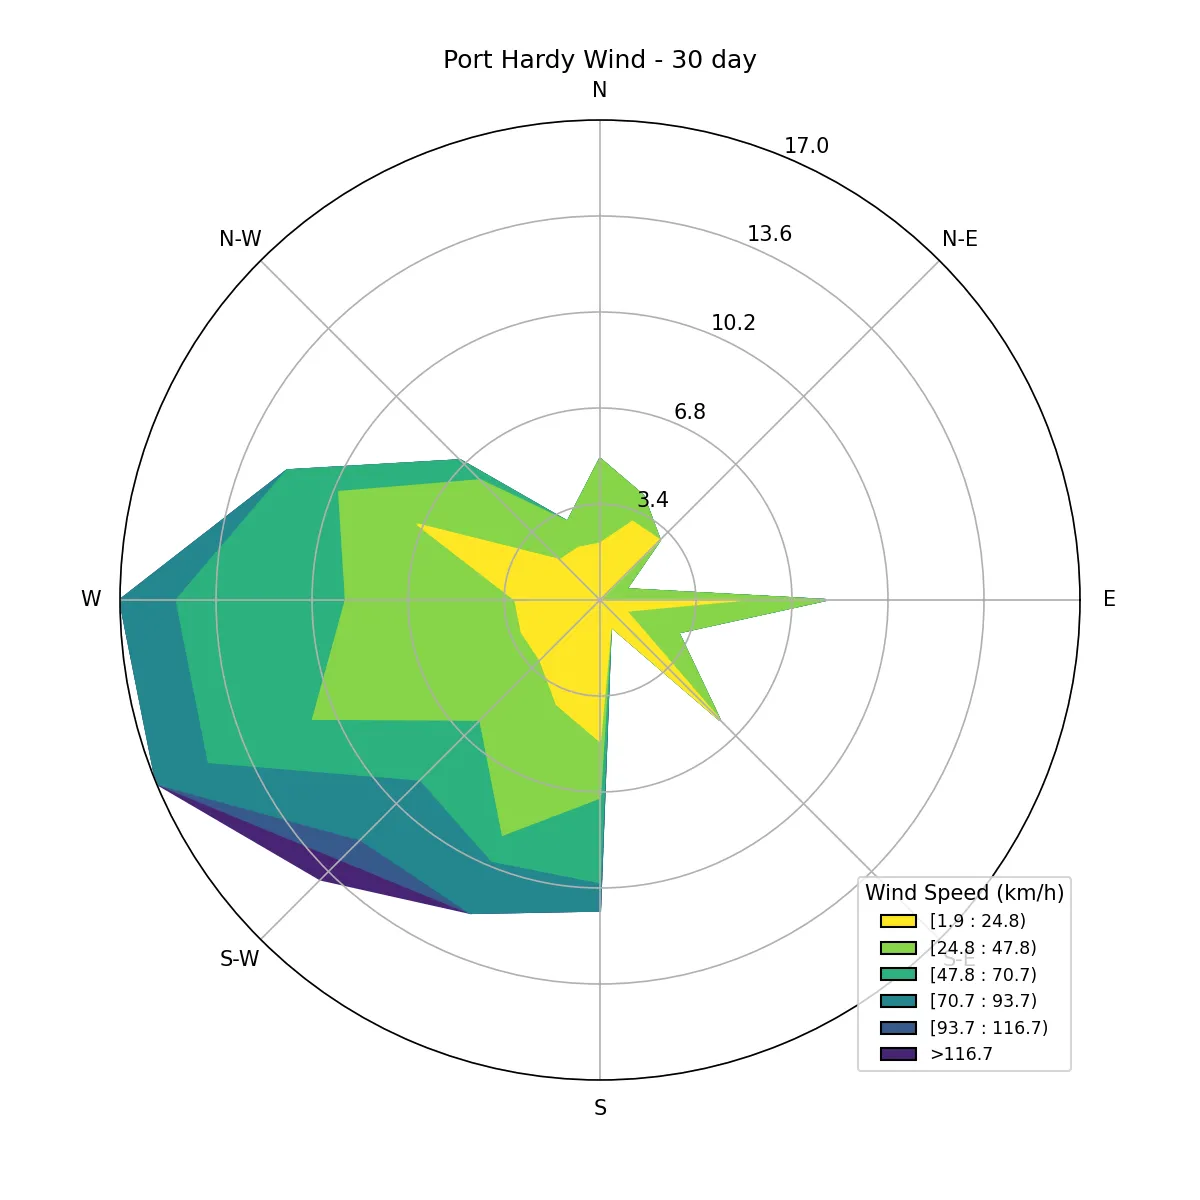 Port Hardy Wind - 30 day
N
17.0
13.6
N-W
N-E
10.2
6.8
3.4
W
E
Wind Speed (km/h)
[1.9 : 24.8)
[24.8 : 47.8)
S-W
S-E
[47.8 : 70.7)
[70.7 : 93.7)
[93.7 : 116.7)
>116.7
S